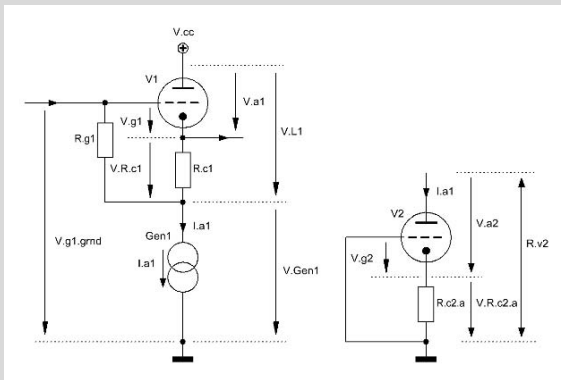 V.cc
V1
V.a1
V.g1
V.L1
R.g1
V.R.c1
R.c1
I.a1
Gen1
I.a1
V.g1.grnd
V.Gen1
I.a1
V2
V.a2
R.v2
V.g2
R.c2.a
V.R.c2.a